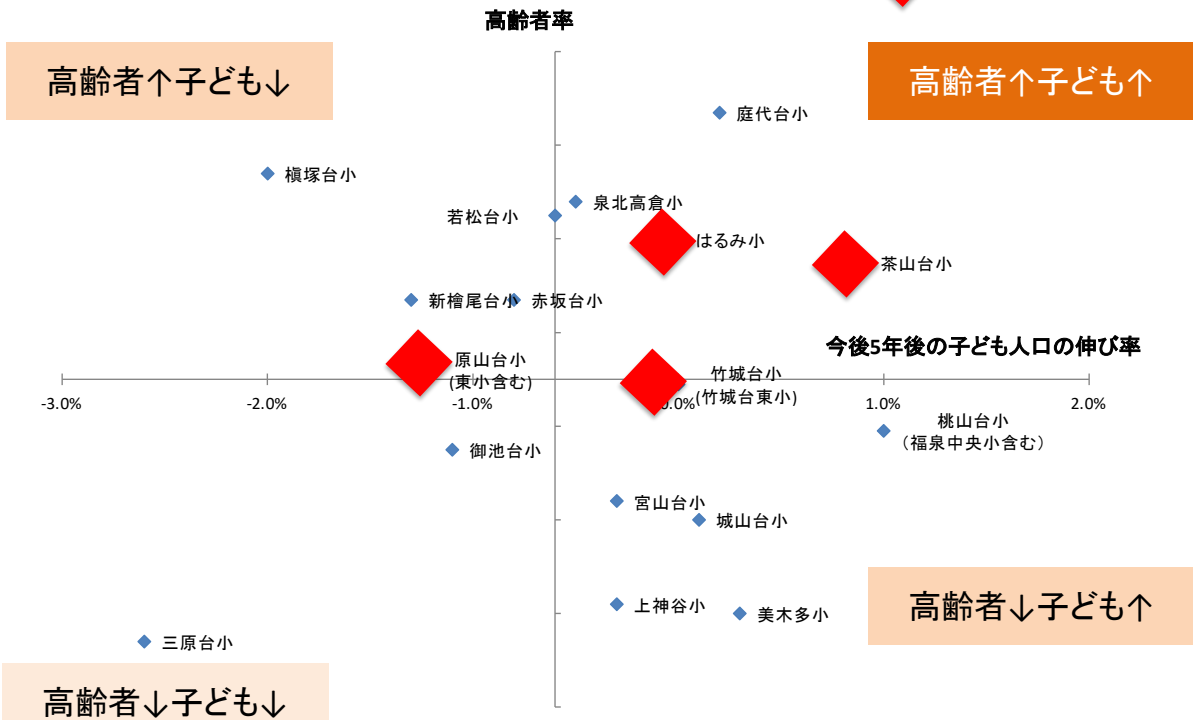 高齢者率
高齢者↑子ども↓
高齢者↑子ども↑
庭代台小
槇塚台小
泉北高倉小
若松台小
はるみ小
茶山台小
新檜尾台小
赤坂台小
今後5年後の子ども人口の伸び率
原山台小
(東小含む)
竹城台小
(竹城台東小)
-3.0%
-2.0%
-1.0%
0.0%
1.0%
2.0%
桃山台小
（福泉中央小含む）
御池台小
宮山台小
城山台小
上神谷小
美木多小
高齢者↓子ども↑
三原台小
高齢者↓子ども↓